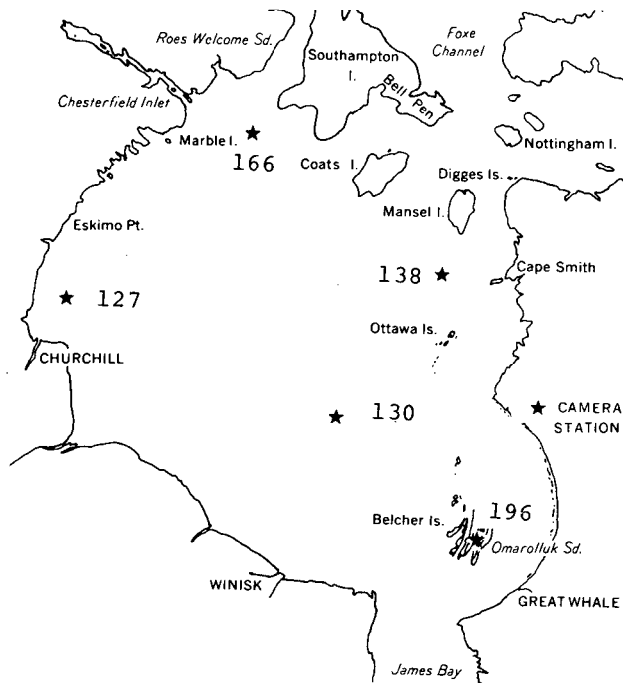 Roes Welcome Sd.
Foxe
Channel
Southampton
I.
Bell
Pen
Chesterfield Inlet
Marble I.
166
Nottingham I.
Coats I.
Digges Is.
Mansel I.
Eskimo Pt.
138
Cape Smith
127
Ottawa Is.
CHURCHILL
130
★ CAMERA
STATION
196
Belcher Is.
Omarolluk Sd.
WINISK
GREAT WHALE
James Bay